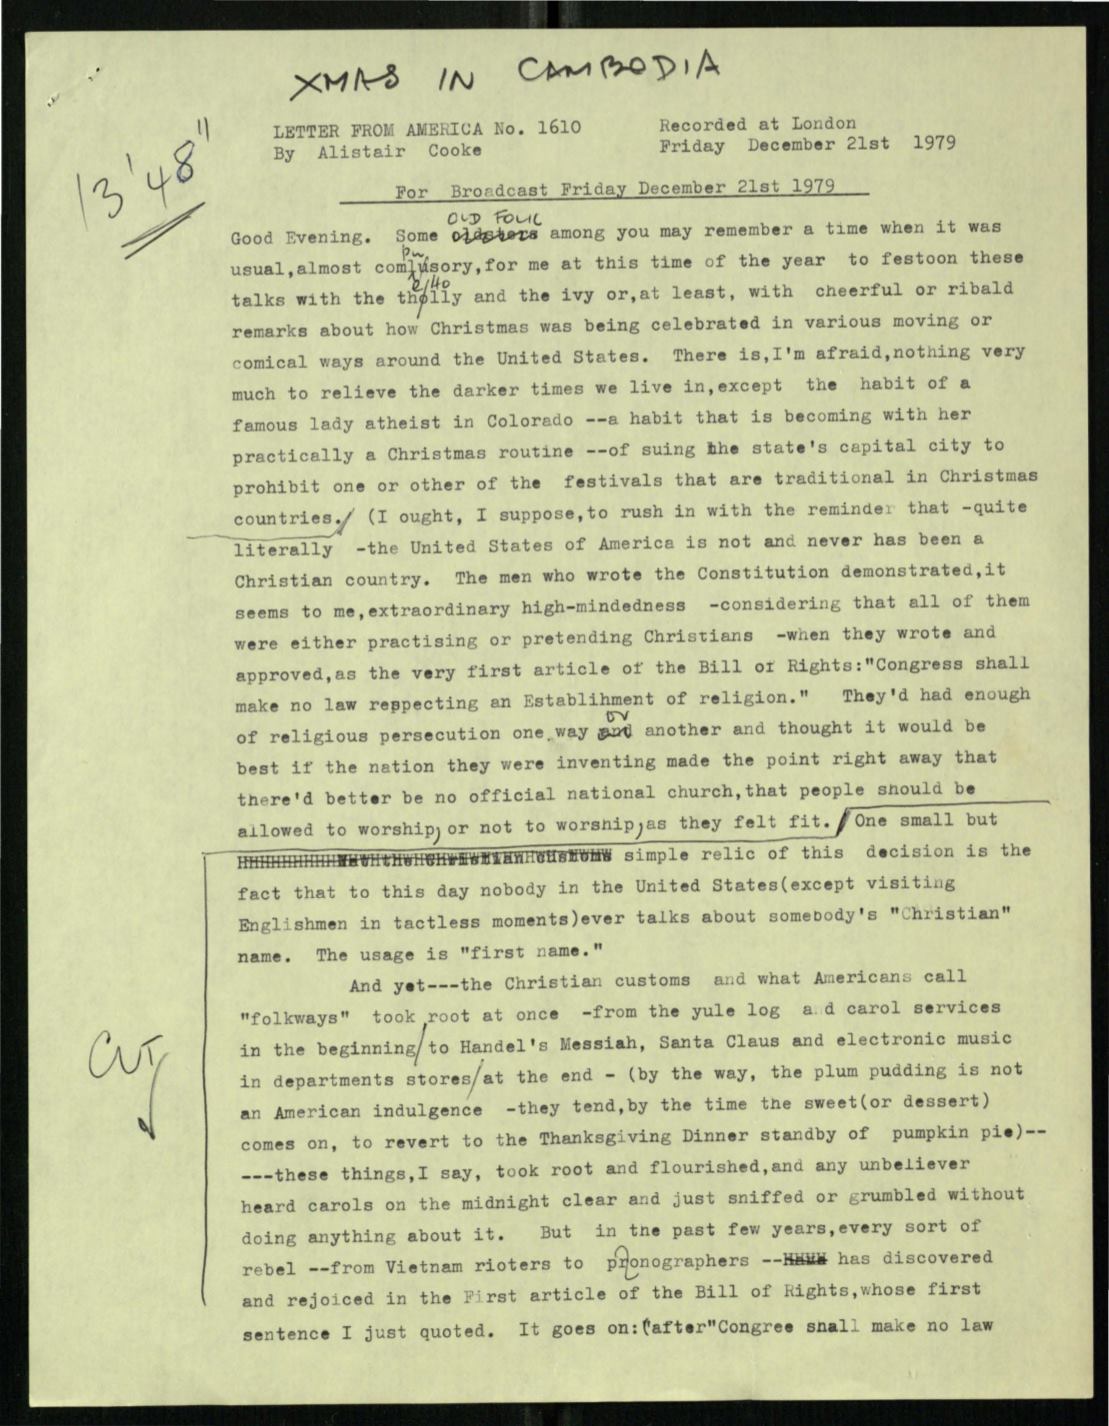 XMAS IN CAMBODIA
13'48"
LETTER FROM AMERICA No. 1610
By Alistair Cooke
Recorded at London
Friday December 21st 1979
For Broadcast Friday December 21st 1979
OLD FOLK
Good Evening. Some oldsters among you may remember a time when it was
usual,almost comlusory,for me at this time of the year to festoon these
talks with the tholly and the ivy or,at least, with cheerful or ribald
remarks about how Christmas was being celebrated in various moving or
comical ways around the United States. There is,I'm afraid,nothing very
much to relieve the darker times we live in,except the habit of a
famous lady atheist in Colorado --a habit that is becoming with her
practically a Christmas routine --of suing the state's capital city to
prohibit one or other of the festivals that are traditional in Christmas
countries./ (I ought, I suppose,to rush in with the reminder that -quite
literally -the United States of America is not and never has been a
Christian country. The men who wrote the Constitution demonstrated,it
seems to me,extraordinary high-mindedness -considering that all of them
were either practising or pretending Christians -when they wrote and
approved,as the very first article of the Bill of Rights:"Congress shall
make no law respecting an Establihment of religion." They'd had enough
or
of religious persecution one way and another and thought it would be
best if the nation they were inventing made the point right away that
there'd better be no official national church,that people should be
allowed to worship, or not to worship,as they felt fit. / One small but
simple relic of this decision is the
fact that to this day nobody in the United States(except visiting
Englishmen in tactless moments)ever talks about somebody's "Christian"
name. The usage is "first name."
And yet---the Christian customs and what Americans call
"folkways" took root at once -from the yule log a d carol services
in the beginning/to Handel's Messiah, Santa Claus and electronic music
CUT
in departments stores/at the end - (by the way, the plum pudding is not
an American indulgence -they tend,by the time the sweet(or dessert)
comes on, to revert to the Thanksgiving Dinner standby of pumpkin pie)--
---these things,I say, took root and flourished,and any unbeliever
heard carols on the midnight clear and just sniffed or grumbled without
doing anything about it. But in the past few years,every sort of
rebel --from Vietnam rioters to pronographers -- has discovered
and rejoiced in the First article of the Bill of Rights,whose first
sentence I just quoted. It goes on:(after"Congree snall make no law